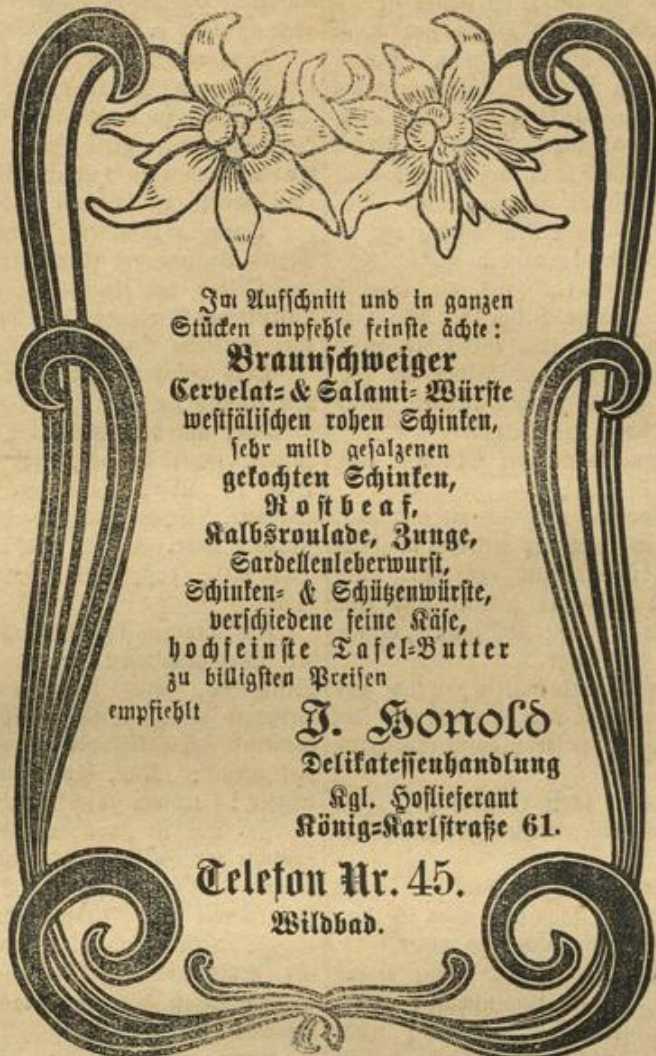 Im Aufschnitt und in ganzen
Stücken empfehle feinste ächte:
Braunschweiger
Cervelat- & Salami-Würste
westfälischen rohen Schinken,
sehr mild gesalzenen
gekochten Schinken,
Rostbeaf,
Kalbsroulade, Zunge,
Sardellenleberwurst,
Schinken- & Schützenwürste,
verschiedene feine Käse,
hochfeinste Tafel-Butter
zu billigsten Preisen
empfiehlt J. Honold
Delikatessenhandlung
Kgl. Hoflieferant
König-Karlstraße 61.
Telefon Nr. 45.
Wildbad.